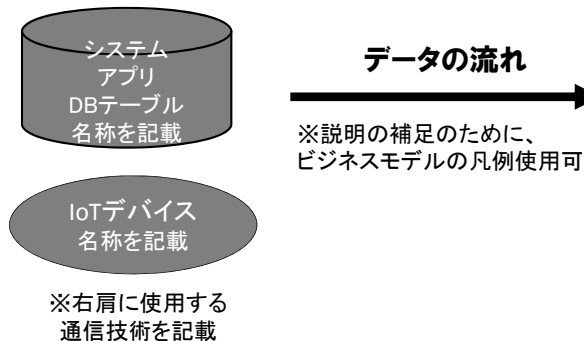 システム
アプリ
DBテーブル
名称を記載
データの流れ
※説明の補足のために、
ビジネスモデルの凡例使用可
IoTデバイス
名称を記載
※右肩に使用する
通信技術を記載